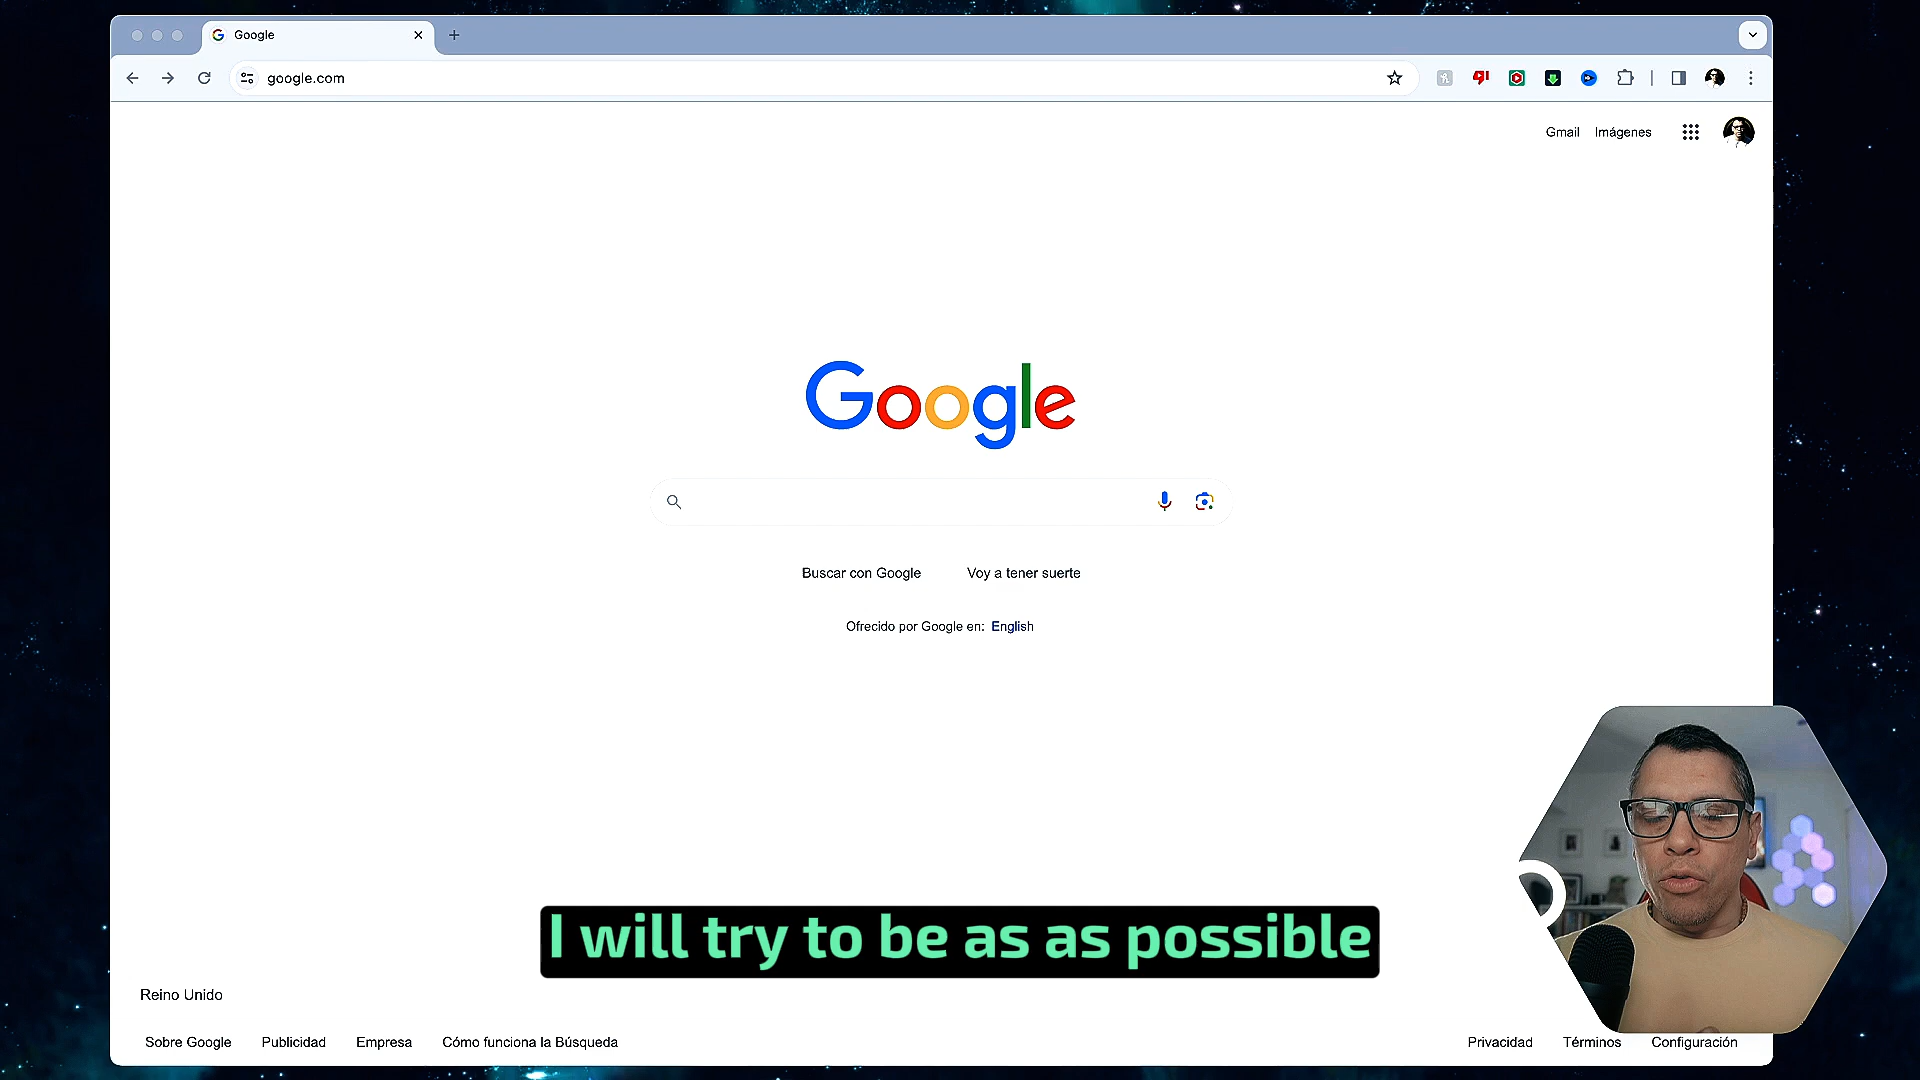 Google
google.com
Gmail Imágenes
Google
Buscar con Google Voy a tener suerte
Ofrecido por Google en: English
I will try to be as as possible
Reino Unido
Sobre Google Publicidad Empresa Cómo funciona la Búsqueda Privacidad Términos Configuración